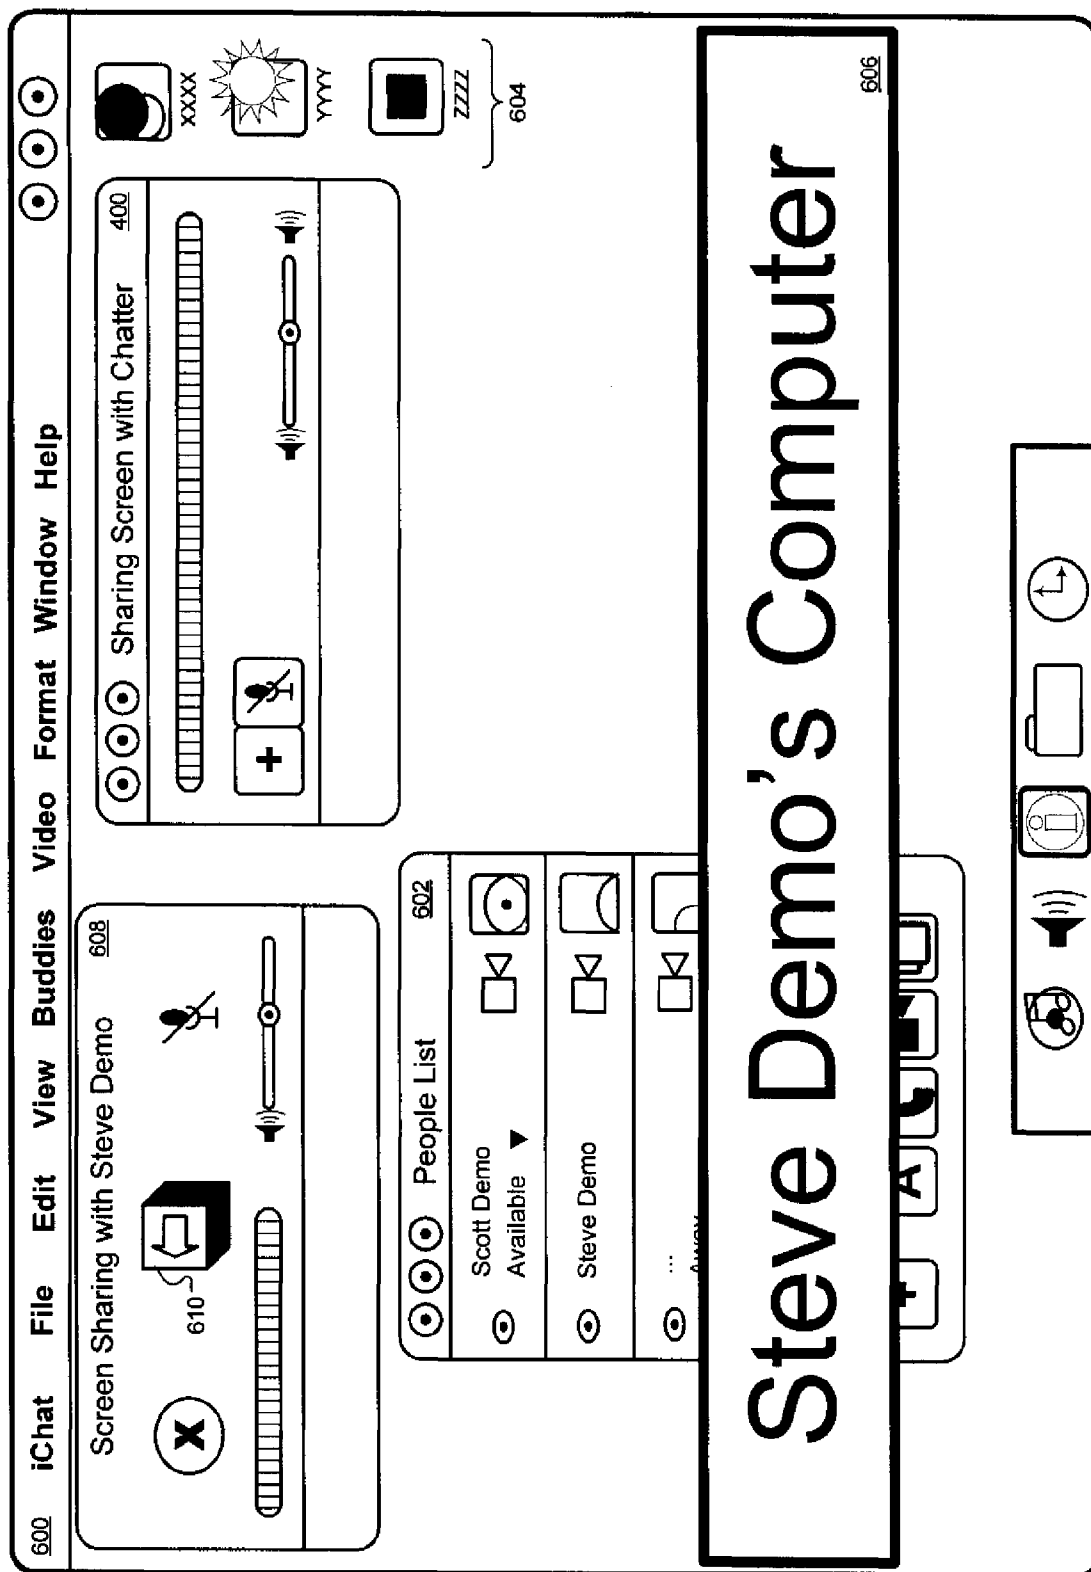 600 iChat File Edit View Buddies Video Format Window Help
Screen Sharing with Steve Demo 608
X
610
Sharing Screen with Chatter 400
+
XXXX
YYYY
ZZZZ
604
People List 602
Scott Demo
Available
Steve Demo
...
Steve Demo's Computer
606
A
i